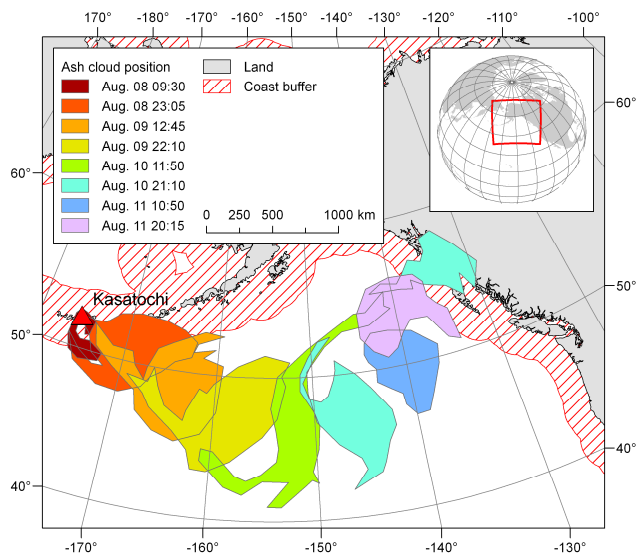 170° -180° -170° -160° -150° -140° -130° -120° -110° -100°
Ash cloud position
Aug. 08 09:30
Aug. 08 23:05
Aug. 09 12:45
Aug. 09 22:10
Aug. 10 11:50
Aug. 10 21:10
Aug. 11 10:50
Aug. 11 20:15
Land
Coast buffer
0 250 500 1000 km
60°
60°
50°
Kasatochi
50°
40°
40°
-170° -160° -150° -140° -130°